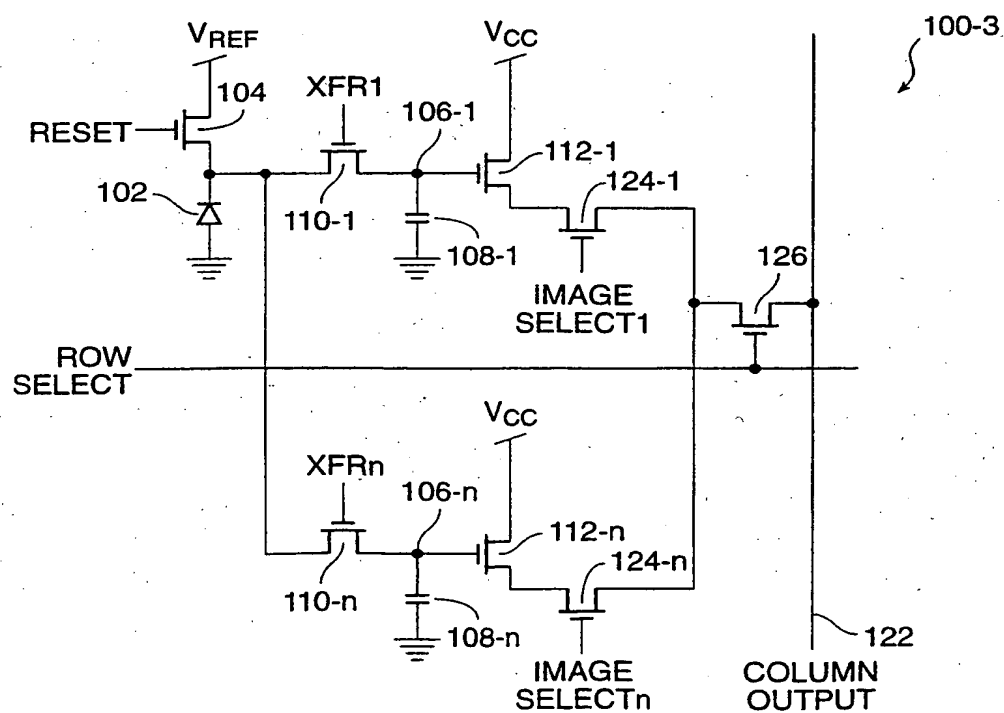 100-3
VREF
VCC
104
XFR1
106-1
RESET
112-1
124-1
102
110-1
108-1
126
IMAGE
SELECT1
ROW
SELECT
VCC
XFRn
106-n
112-n
124-n
110-n
108-n
122
IMAGE
SELECTn
COLUMN
OUTPUT